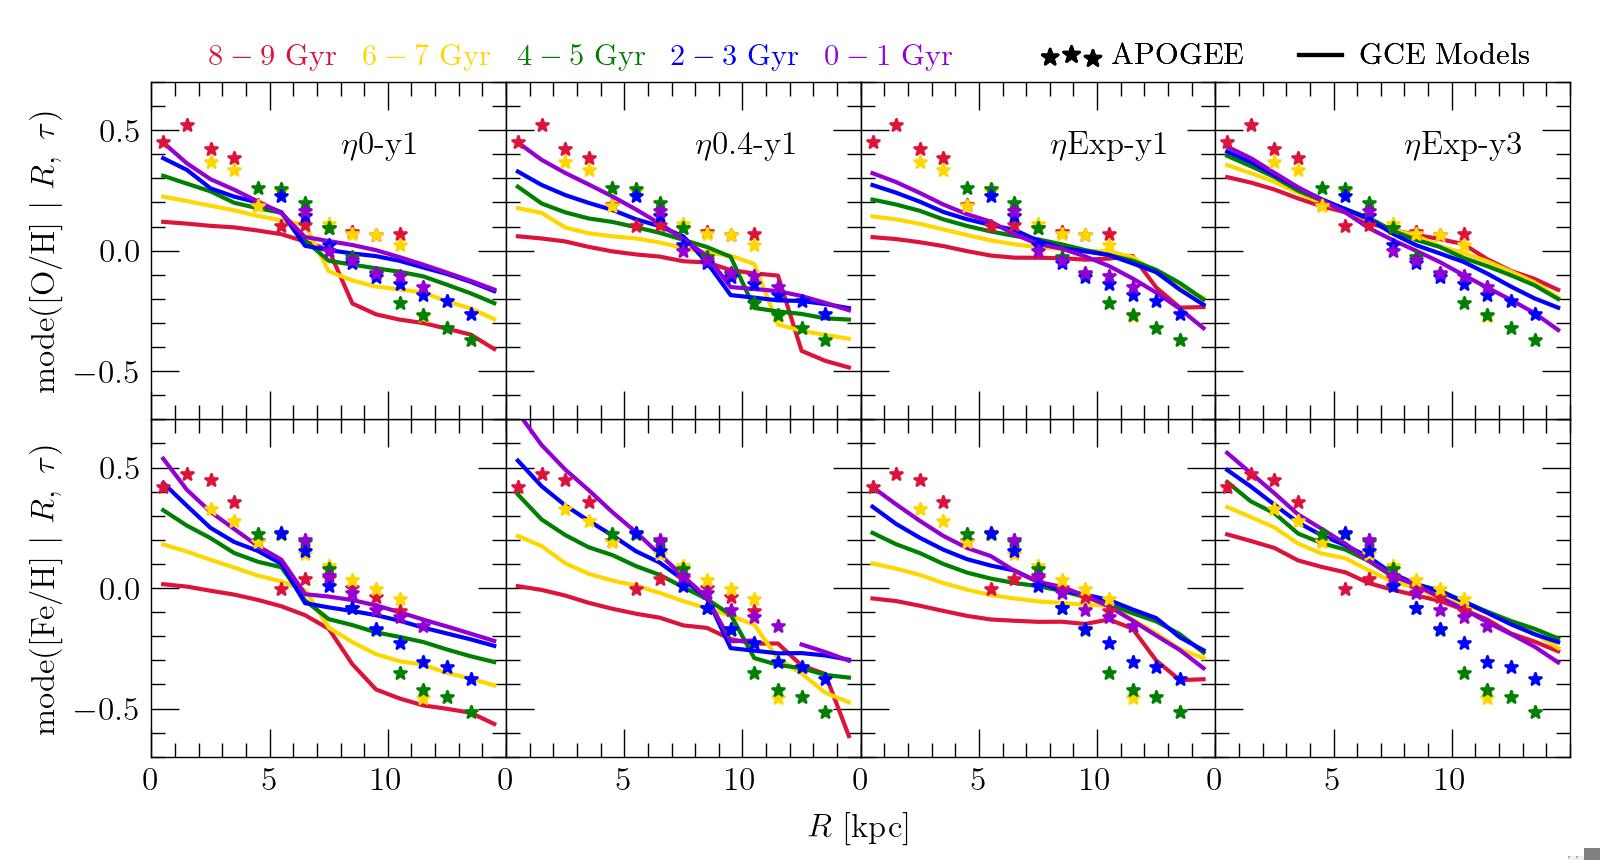 8 − 9 Gyr 6 − 7 Gyr 4 − 5 Gyr 2 − 3 Gyr 0 − 1 Gyr APOGEE GCE Models
mode([O/H] | R, τ)
0.5
0.0
−0.5
η0-y1
η0.4-y1
ηExp-y1
ηExp-y3
mode([Fe/H] | R, τ)
0.5
0.0
−0.5
0 5 10 0 5 10 0 5 10 0 5 10
R [kpc]